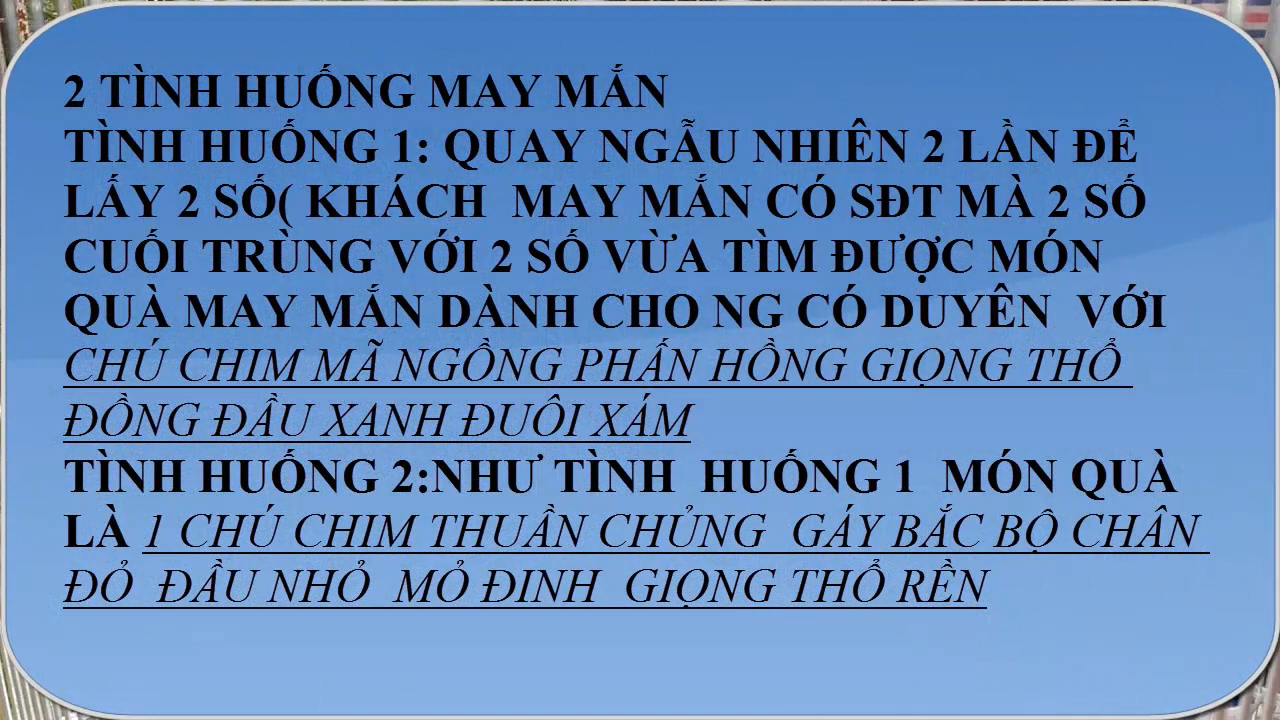 2 TÌNH HUỐNG MAY MẮN
TÌNH HUỐNG 1: QUAY NGẪU NHIÊN 2 LẦN ĐỂ
LẤY 2 SỐ( KHÁCH  MAY MẮN CÓ SĐT MÀ 2 SỐ
CUỐI TRÙNG VỚI 2 SỐ VỪA TÌM ĐƯỢC MÓN
QUÀ MAY MẮN DÀNH CHO NG CÓ DUYÊN  VỚI
CHÚ CHIM MÃ NGỒNG PHẤN HỒNG GIỌNG THỔ
ĐỒNG ĐẦU XANH ĐUÔI XÁM
TÌNH HUỐNG 2:NHƯ TÌNH  HUỐNG 1  MÓN QUÀ
LÀ 1 CHÚ CHIM THUẦN CHỦNG  GÁY BẮC BỘ CHÂN
ĐỎ  ĐẦU NHỎ  MỎ ĐINH  GIỌNG THỔ RỀN